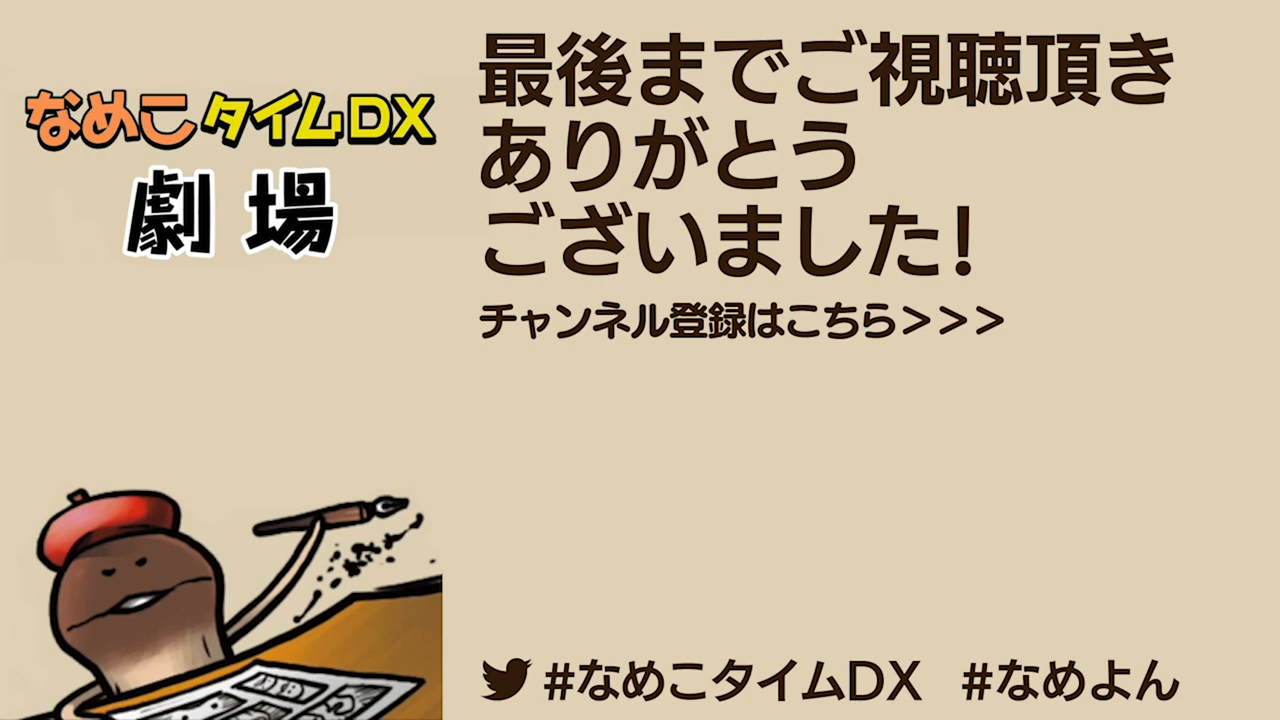 なめこタイムDX
劇場
最後までご視聴頂き
ありがとう
ございました!
チャンネル登録はこちら>>>
#なめこタイムDX #なめよん